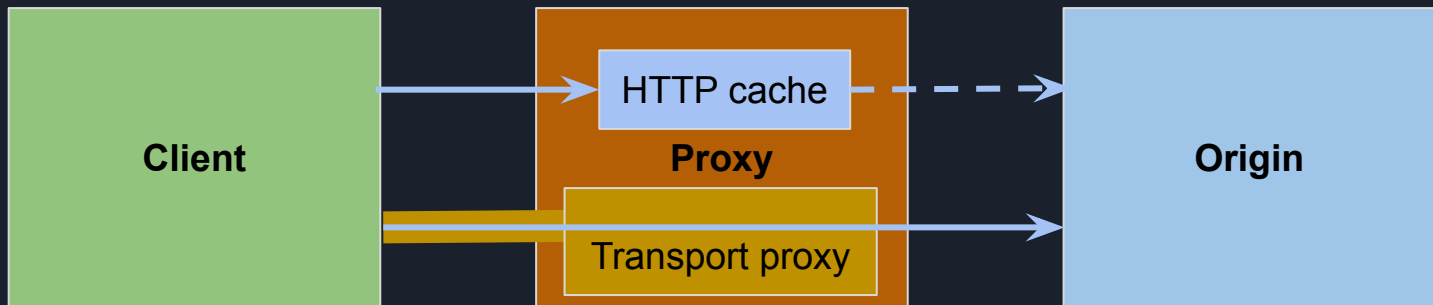 HTTP cache
Client
Proxy
Origin
Transport proxy